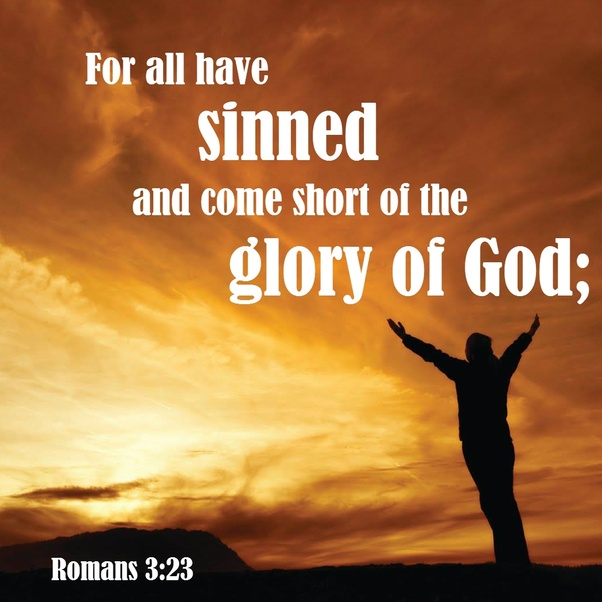 For all have
sinned
and come short of the
glory of God;
Romans 3:23